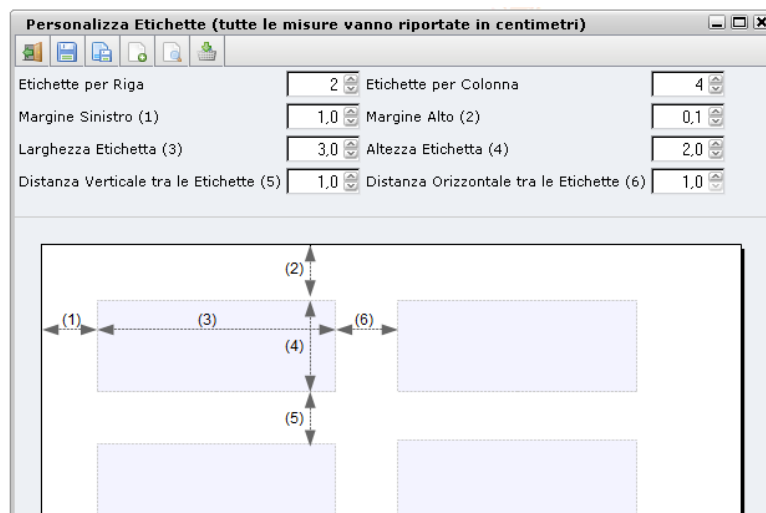 Personalizza Etichette (tutte le misure vanno riportate in centimetri)
Etichette per Riga 2 Etichette per Colonna 4
Margine Sinistro (1) 1,0 Margine Alto (2) 0,1
Larghezza Etichetta (3) 3,0 Altezza Etichetta (4) 2,0
Distanza Verticale tra le Etichette (5) 1,0 Distanza Orizzontale tra le Etichette (6) 1,0
(2)
(1) (3) (6)
(4)
(5)